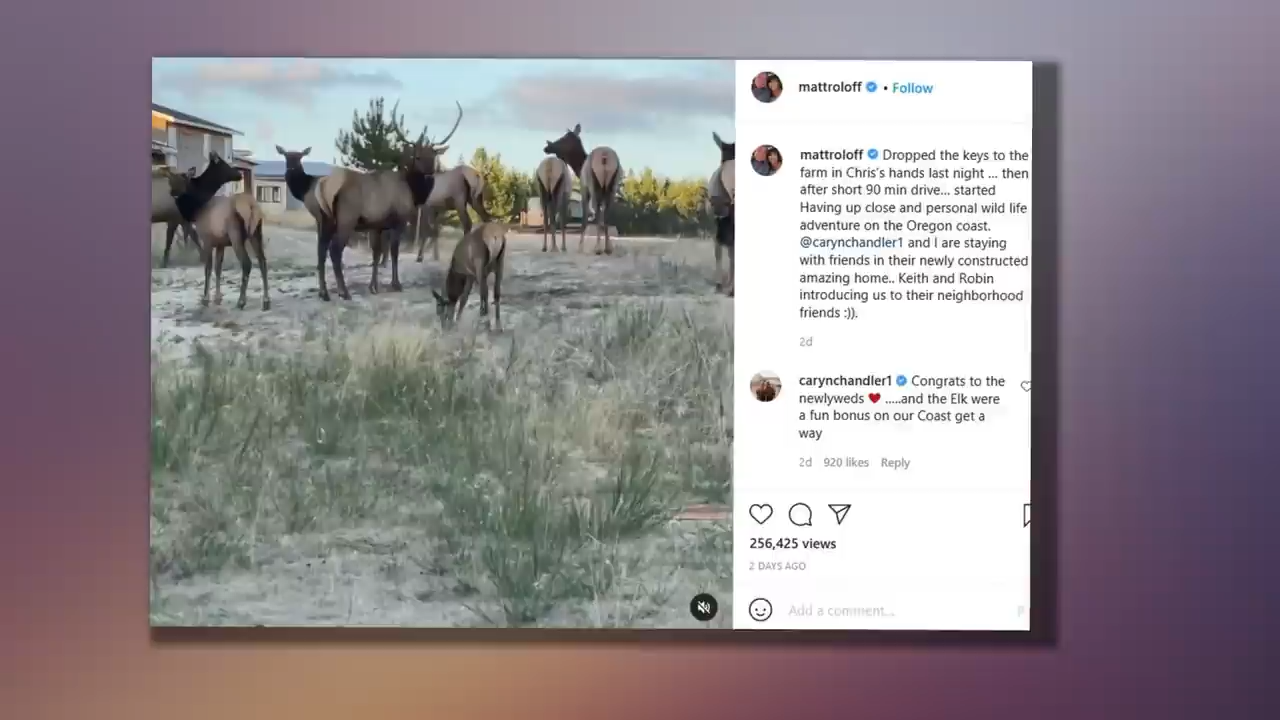 mattroloff • Follow
mattroloff Dropped the keys to the
farm in Chris's hands last night ... then
after short 90 min drive... started
Having up close and personal wild life
adventure on the Oregon coast.
@carynchandler1 and I are staying
with friends in their newly constructed
amazing home.. Keith and Robin
introducing us to their neighborhood
friends :)).
2d
carynchandler1 Congrats to the
newlyweds ❤ .....and the Elk were
a fun bonus on our Coast get a
way
2d 920 likes Reply
256,425 views
2 DAYS AGO
Add a comment... P